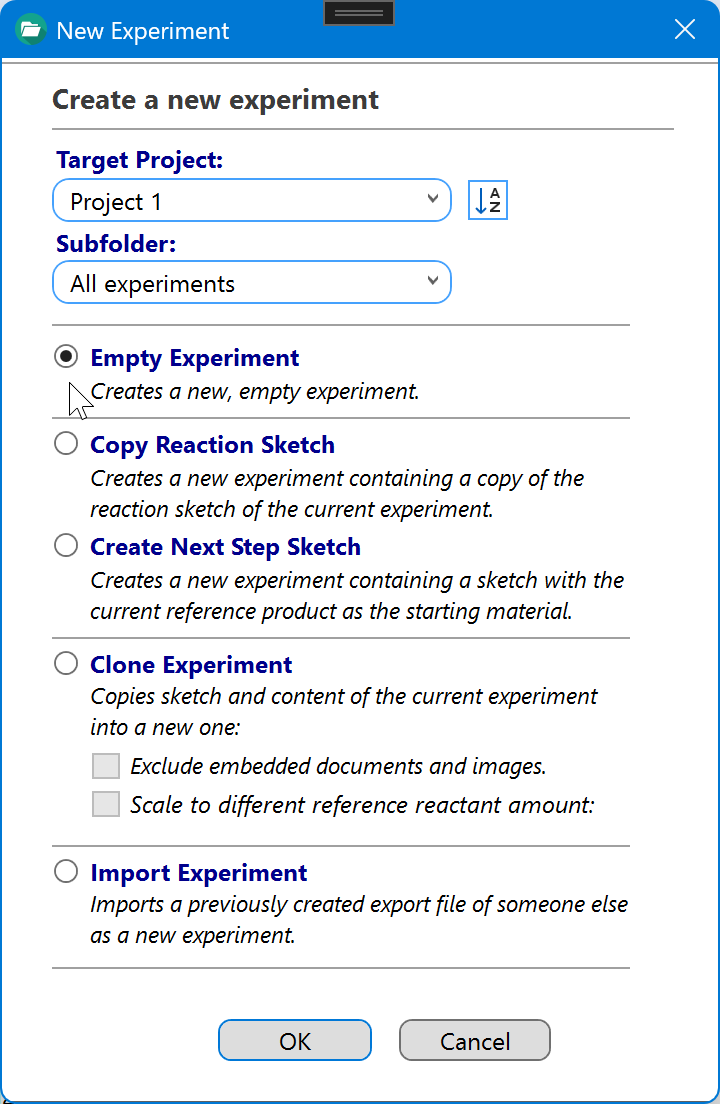 New Experiment
Create a new experiment
Target Project:
Project 1
A
Z
Subfolder:
All experiments
Empty Experiment
Creates a new, empty experiment.
Copy Reaction Sketch
Creates a new experiment containing a copy of the
reaction sketch of the current experiment.
Create Next Step Sketch
Creates a new experiment containing a sketch with the
current reference product as the starting material.
Clone Experiment
Copies sketch and content of the current experiment
into a new one:
Exclude embedded documents and images.
Scale to different reference reactant amount:
Import Experiment
Imports a previously created export file of someone else
as a new experiment.
OK
Cancel